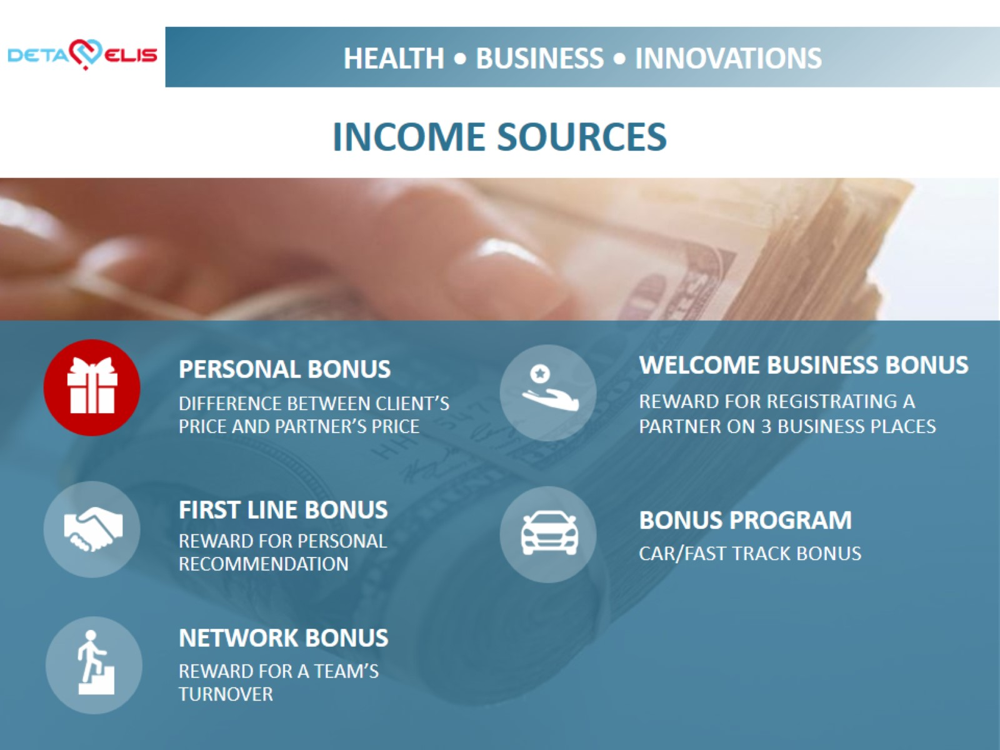 DETA ELIS
HEALTH • BUSINESS • INNOVATIONS
INCOME SOURCES
PERSONAL BONUS
DIFFERENCE BETWEEN CLIENT'S
PRICE AND PARTNER'S PRICE
FIRST LINE BONUS
REWARD FOR PERSONAL
RECOMMENDATION
NETWORK BONUS
REWARD FOR A TEAM'S
TURNOVER
WELCOME BUSINESS BONUS
REWARD FOR REGISTRATING A
PARTNER ON 3 BUSINESS PLACES
BONUS PROGRAM
CAR/FAST TRACK BONUS